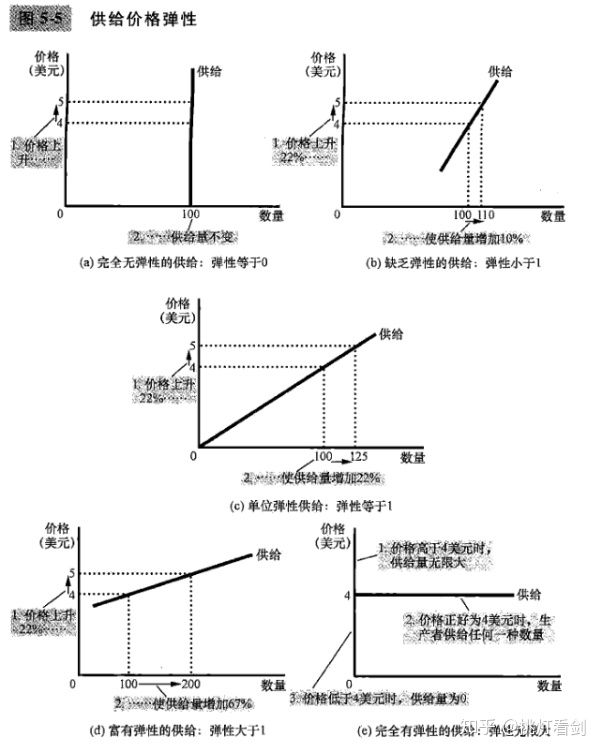 图 5-5 供给价格弹性
价格
(美元)
供给
5
4
1. 价格上
升……
0
100
数量
2. ……供给量不变
(a) 完全无弹性的供给：弹性等于0
价格
(美元)
供给
5
4
1. 价格上升
22%……
0
100 110
数量
2. ……使供给量增加10%
(b) 缺乏弹性的供给：弹性小于1
价格
(美元)
供给
5
4
1. 价格上升
22%……
0
100 125
数量
2. ……使供给量增加22%
(c) 单位弹性供给：弹性等于1
价格
(美元)
供给
5
4
1. 价格上升
22%……
0
100 200
数量
2. ……使供给量增加67%
(d) 富有弹性的供给：弹性大于1
价格
(美元)
1. 价格高于4美元时，
供给量无限大
4
供给
2. 价格正好为4美元时，生
产者供给任何一种数量
0
数量
3. 价格低于4美元时，供给量为0
(e) 完全有弹性的供给：弹性无限大
知乎 @挑灯看剑